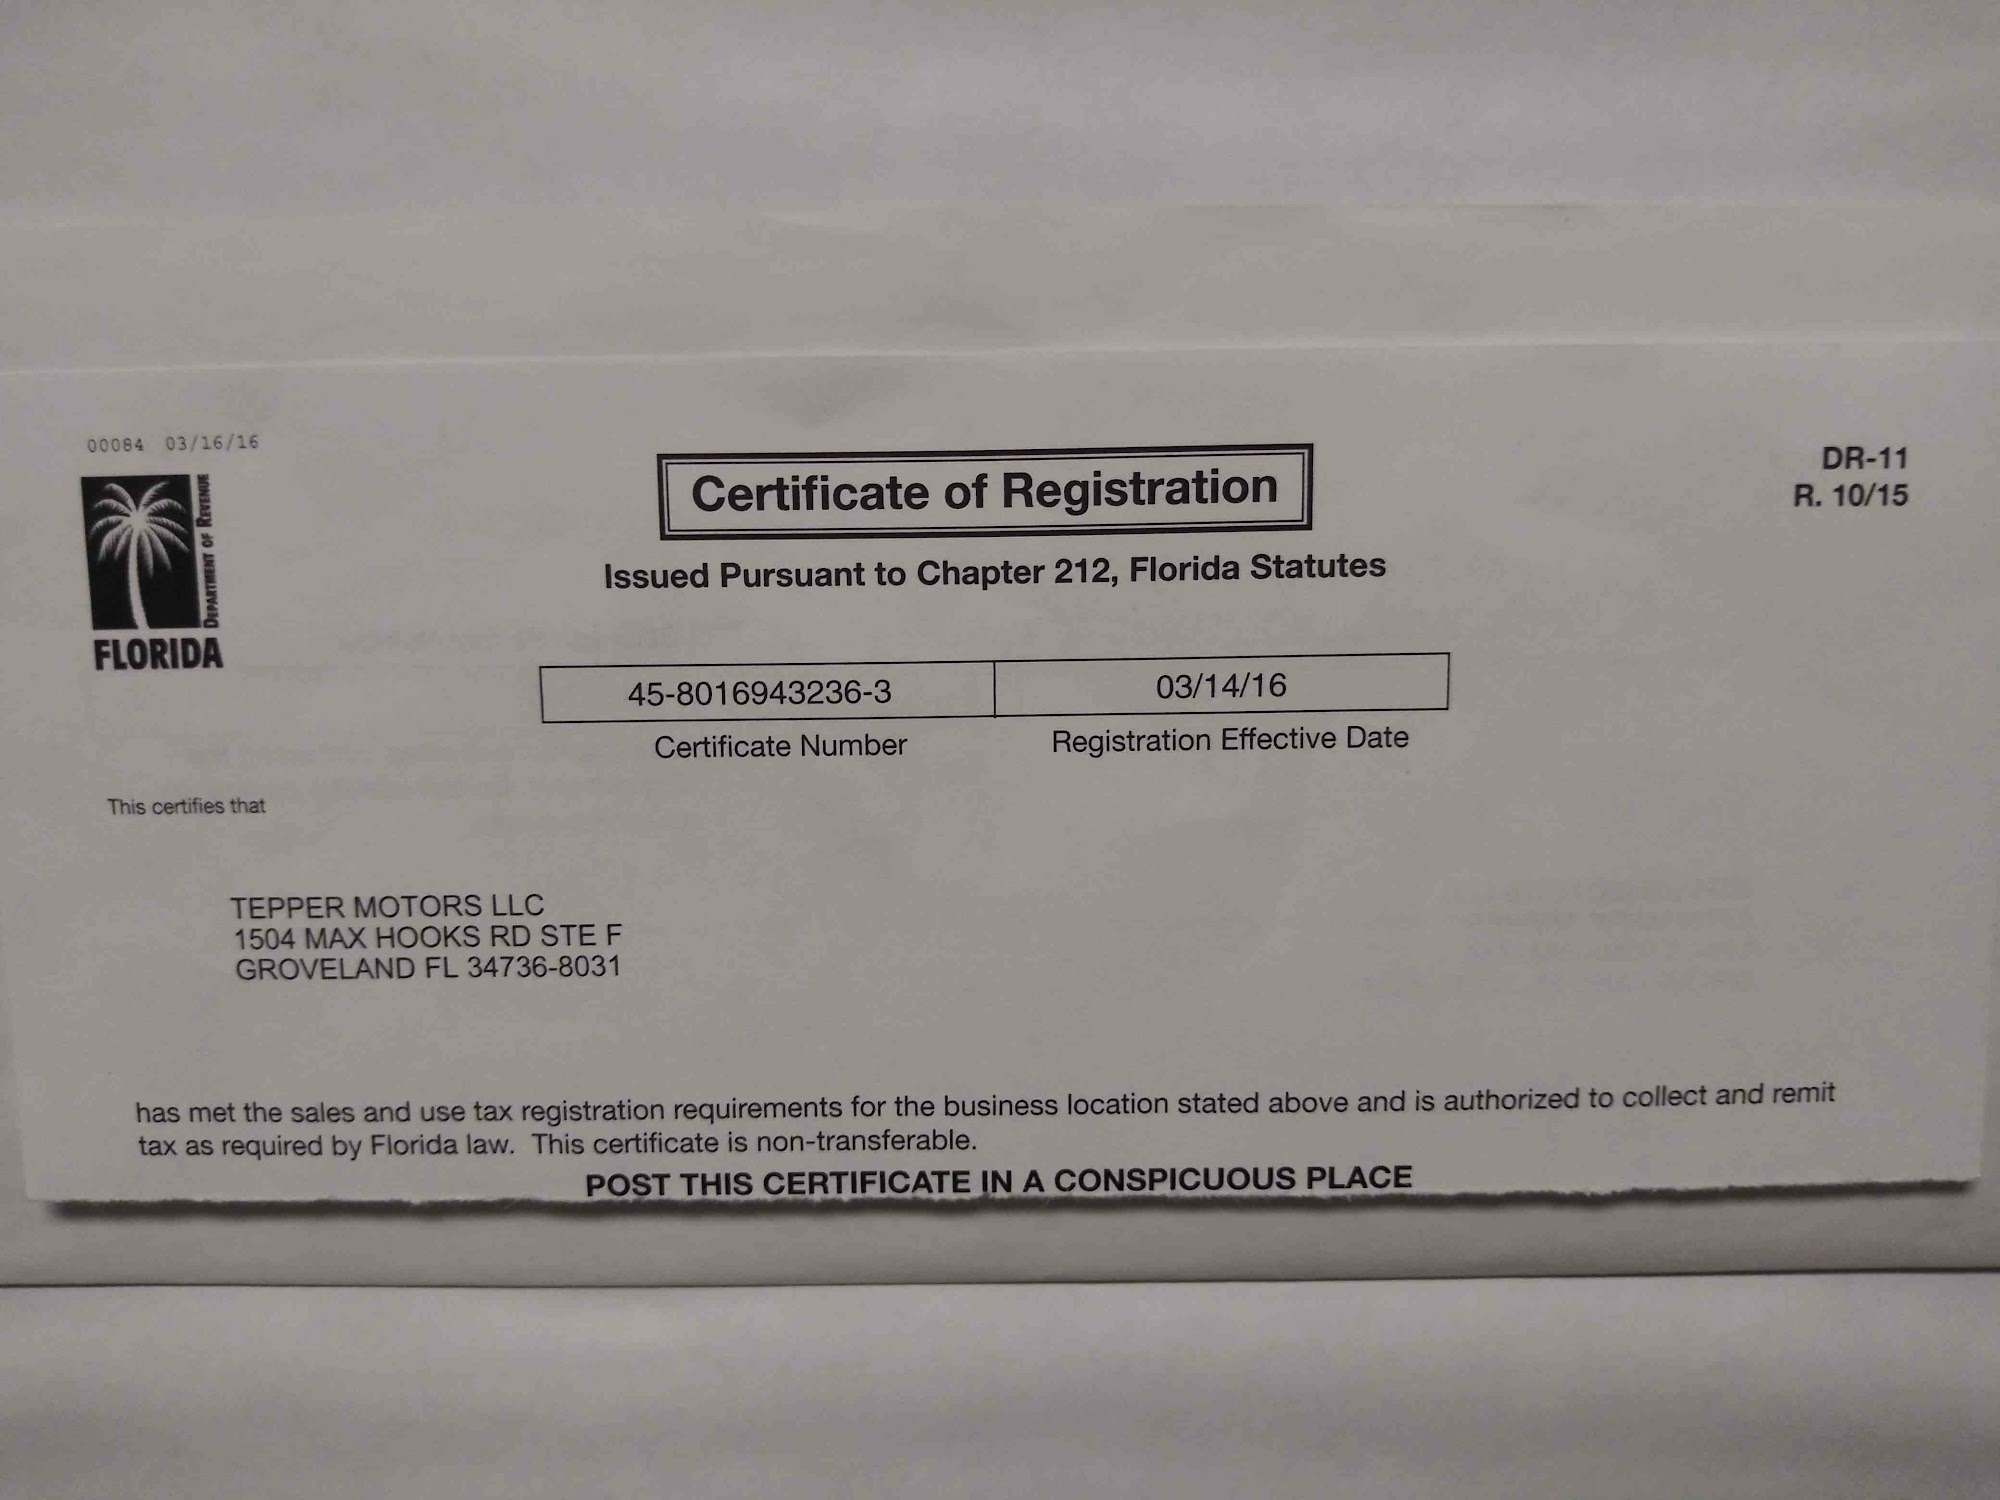 00084 03/16/16
DEPARTMENT OF REVENUE
FLORIDA
Certificate of Registration
Issued Pursuant to Chapter 212, Florida Statutes
DR-11
R. 10/15
45-8016943236-3 03/14/16
Certificate Number Registration Effective Date
This certifies that
TEPPER MOTORS LLC
1504 MAX HOOKS RD STE F
GROVELAND FL 34736-8031
has met the sales and use tax registration requirements for the business location stated above and is authorized to collect and remit
tax as required by Florida law. This certificate is non-transferable.
POST THIS CERTIFICATE IN A CONSPICUOUS PLACE